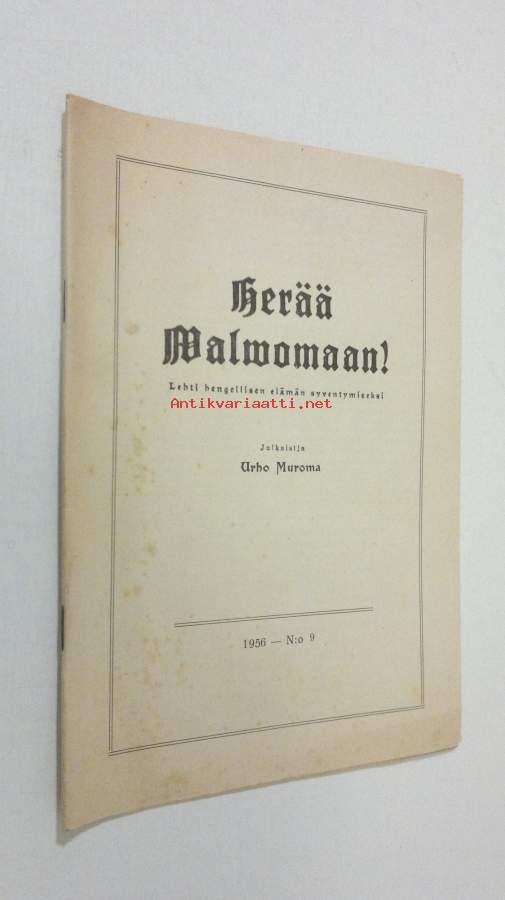 Herää
Walwomaan!
Lehti hengellisen elämän syventymiseksi
Antikvariaatti.net
Julkaisija
Urho Muroma
1956 — N:o 9